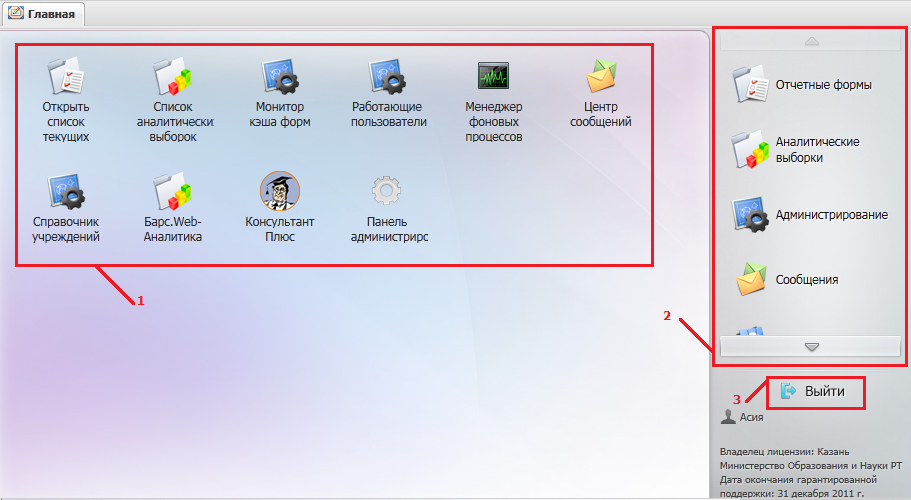 Главная
Открыть
список
текущих
Список
аналитически
выборок
Монитор
кэша форм
Работающие
пользователи
Менеджер
фоновых
процессов
Центр
сообщений
Справочник
учреждений
Барс.Web-
Аналитика
Консультант
Плюс
Панель
администрирс
1
Отчетные формы
Аналитические
выборки
Администрирование
Сообщения
2
3
Выйти
Асия
Владелец лицензии: Казань
Министерство Образования и Науки РТ
Дата окончания гарантированной
поддержки: 31 декабря 2011 г.